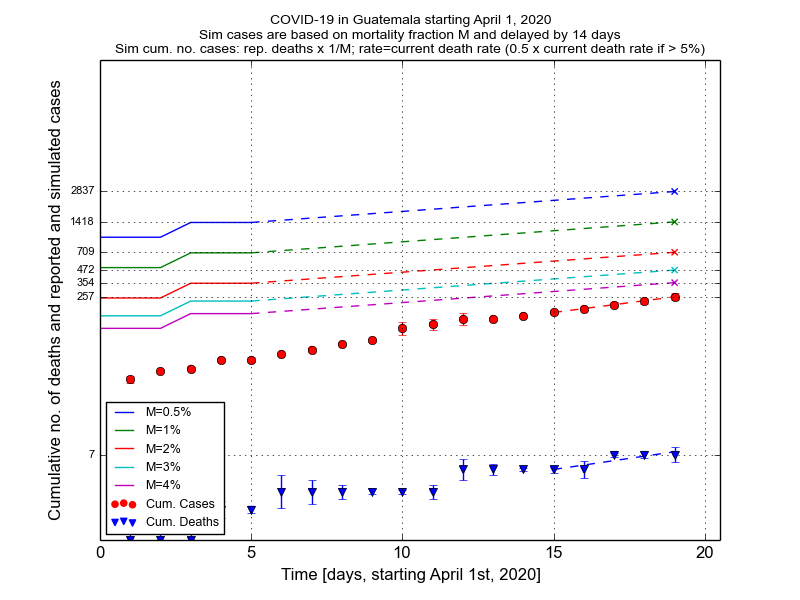 COVID-19 in Guatemala starting April 1, 2020
Sim cases are based on mortality fraction M and delayed by 14 days
Sim cum. no. cases: rep. deaths x 1/M; rate=current death rate (0.5 x current death rate if > 5%)
Cumulative no. of deaths and reported and simulated cases
2837
1418
709
472
354
257
7
M=0.5%
M=1%
M=2%
M=3%
M=4%
Cum. Cases
Cum. Deaths
0
5
10
15
20
Time [days, starting April 1st, 2020]